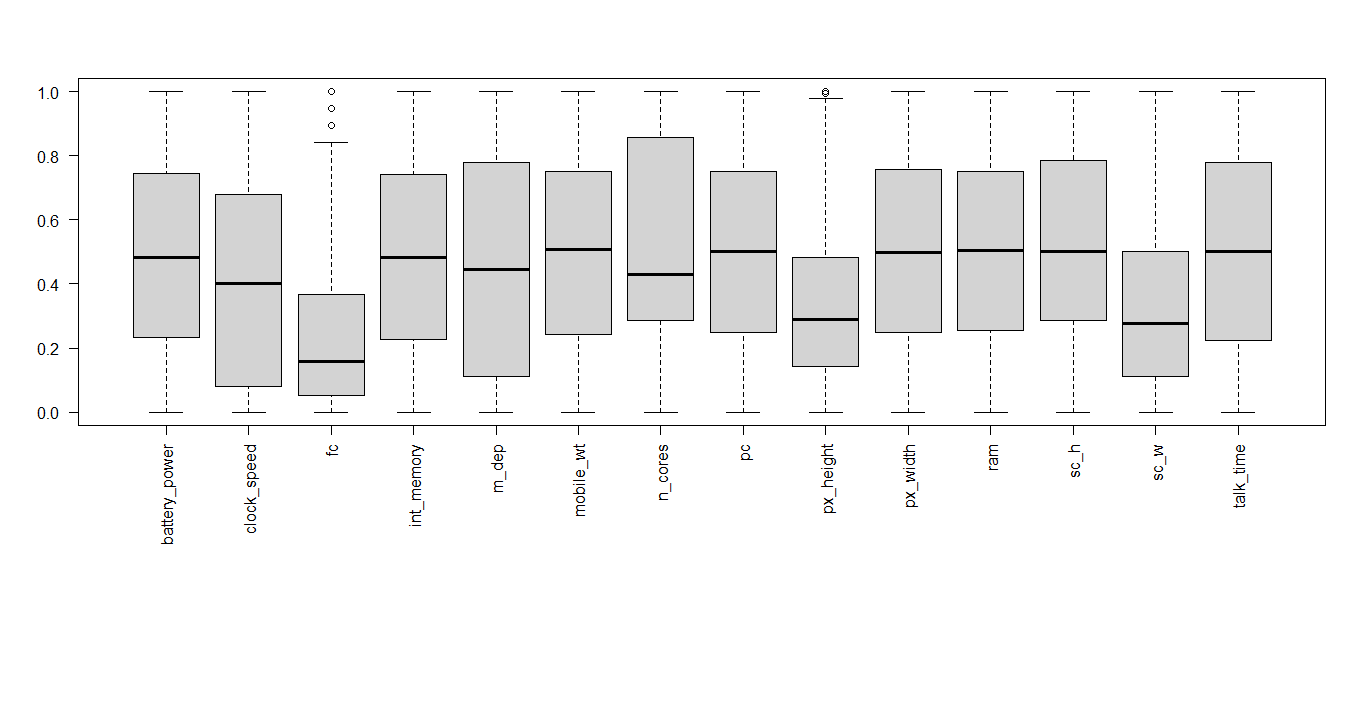 1.0
0.8
0.6
0.4
0.2
0.0
battery_power
clock_speed
fc
int_memory
m_dep
mobile_wt
n_cores
pc
px_height
px_width
ram
sc_h
sc_w
talk_time